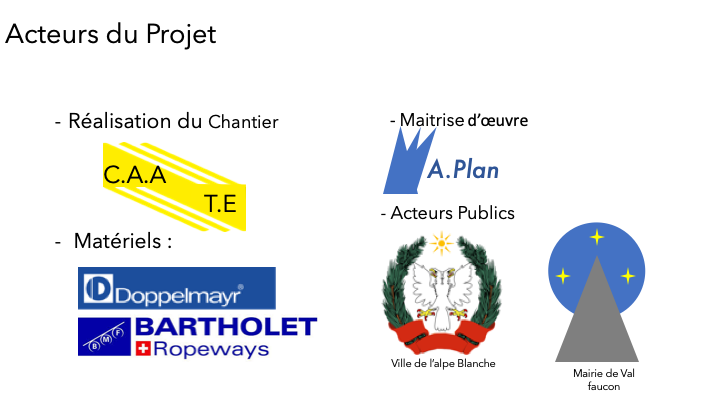 Acteurs du Projet
- Réalisation du Chantier
C.A.A
T.E
- Matériels :
D Doppelmayr®
BMF BARTHOLET
Ropeways
- Maitrise d'œuvre
A.Plan
- Acteurs Publics
Ville de l'alpe Blanche
Mairie de Val
faucon